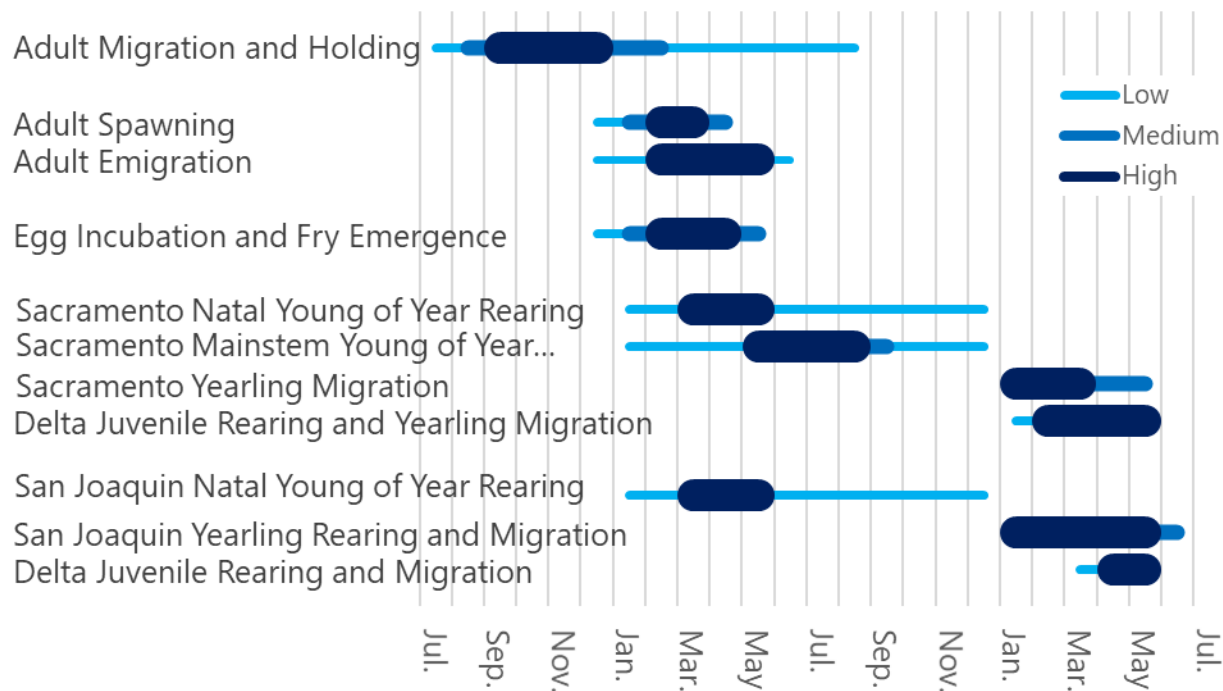 Adult Migration and Holding
Low
Adult Spawning
Medium
Adult Emigration
High
Egg Incubation and Fry Emergence
Sacramento Natal Young of Year Rearing
Sacramento Mainstem Young of Year...
Sacramento Yearling Migration
Delta Juvenile Rearing and Yearling Migration
San Joaquin Natal Young of Year Rearing
San Joaquin Yearling Rearing and Migration
Delta Juvenile Rearing and Migration
Jul. Sep. Nov. Jan. Mar. May Jul. Sep. Nov. Jan. Mar. May Jul.